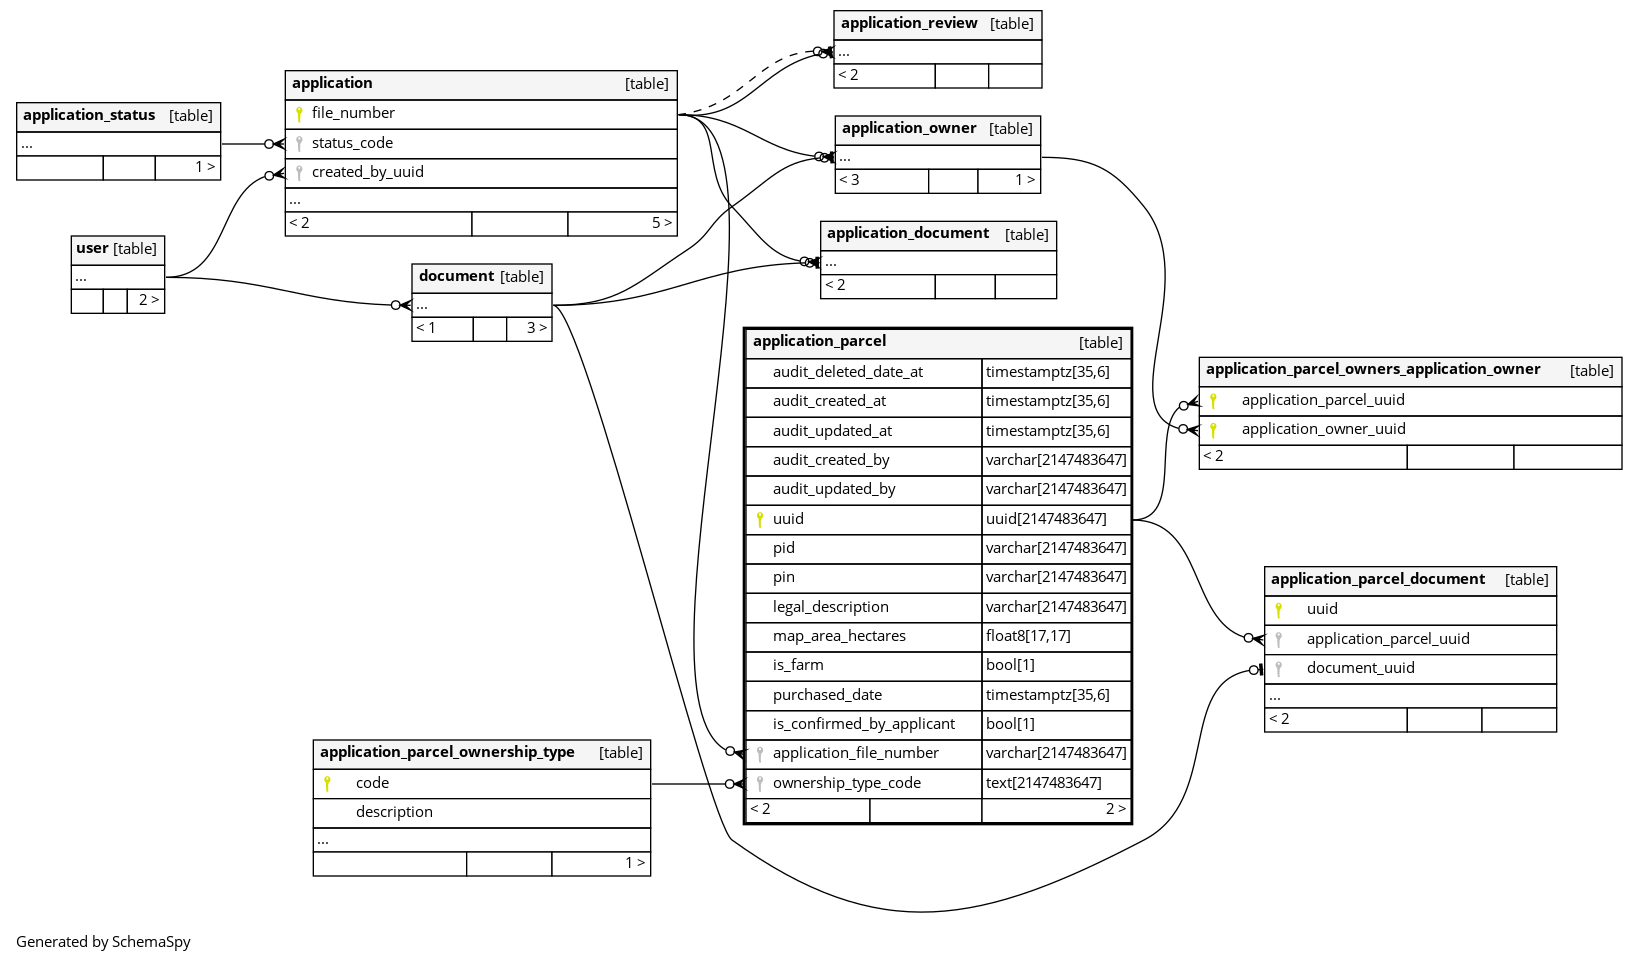 application_review [table]
...
< 2
application [table]
file_number
status_code
created_by_uuid
...
< 2 5 >
application_status [table]
...
1 >
application_owner [table]
...
< 3 1 >
user [table]
...
2 >
document [table]
...
< 1 3 >
application_document [table]
...
< 2
application_parcel [table]
audit_deleted_date_at timestamptz[35,6]
audit_created_at timestamptz[35,6]
audit_updated_at timestamptz[35,6]
audit_created_by varchar[2147483647]
audit_updated_by varchar[2147483647]
uuid uuid[2147483647]
pid varchar[2147483647]
pin varchar[2147483647]
legal_description varchar[2147483647]
map_area_hectares float8[17,17]
is_farm bool[1]
purchased_date timestamptz[35,6]
is_confirmed_by_applicant bool[1]
application_file_number varchar[2147483647]
ownership_type_code text[2147483647]
< 2 2 >
application_parcel_owners_application_owner [table]
application_parcel_uuid
application_owner_uuid
< 2
application_parcel_document [table]
uuid
application_parcel_uuid
document_uuid
...
< 2
application_parcel_ownership_type [table]
code
description
...
1 >
Generated by SchemaSpy